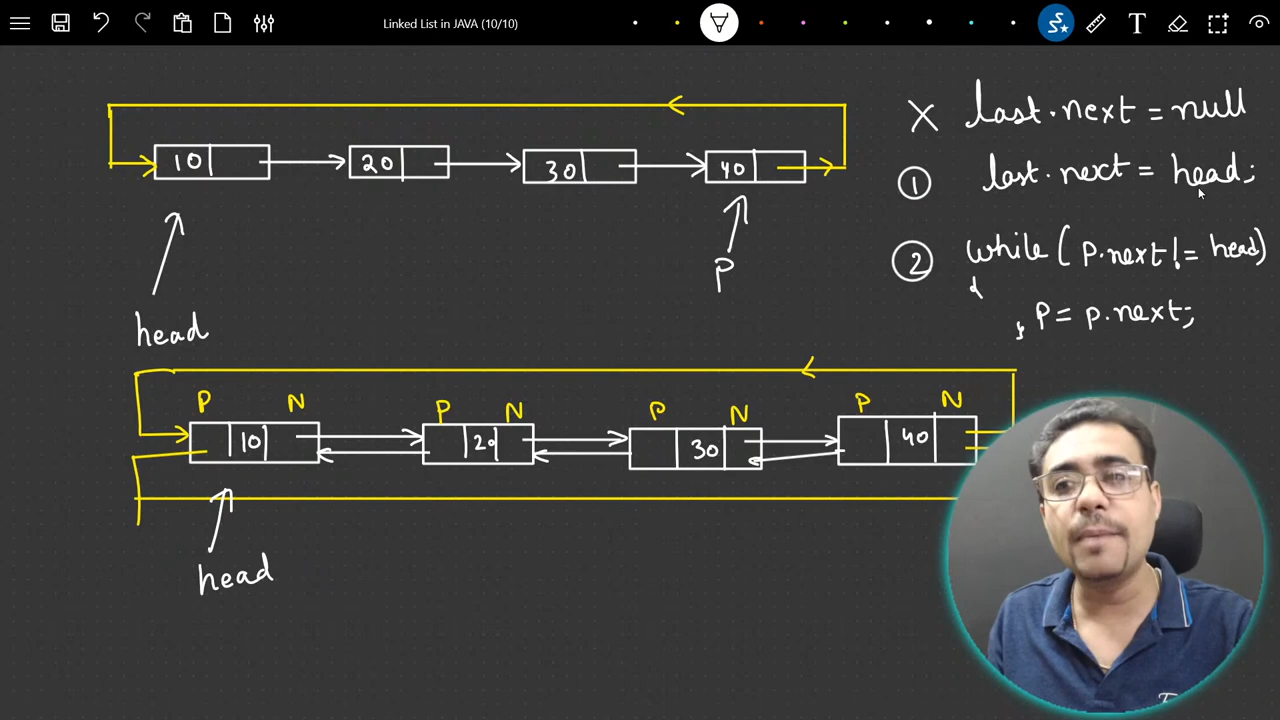 Linked List in JAVA (10/10)
T
X last.next = null
10 20 30 40
① last.next = head;
② while (p.next != head)
{
P
} P = p.next;
head
P N P N P N P N
10 20 30 40
head